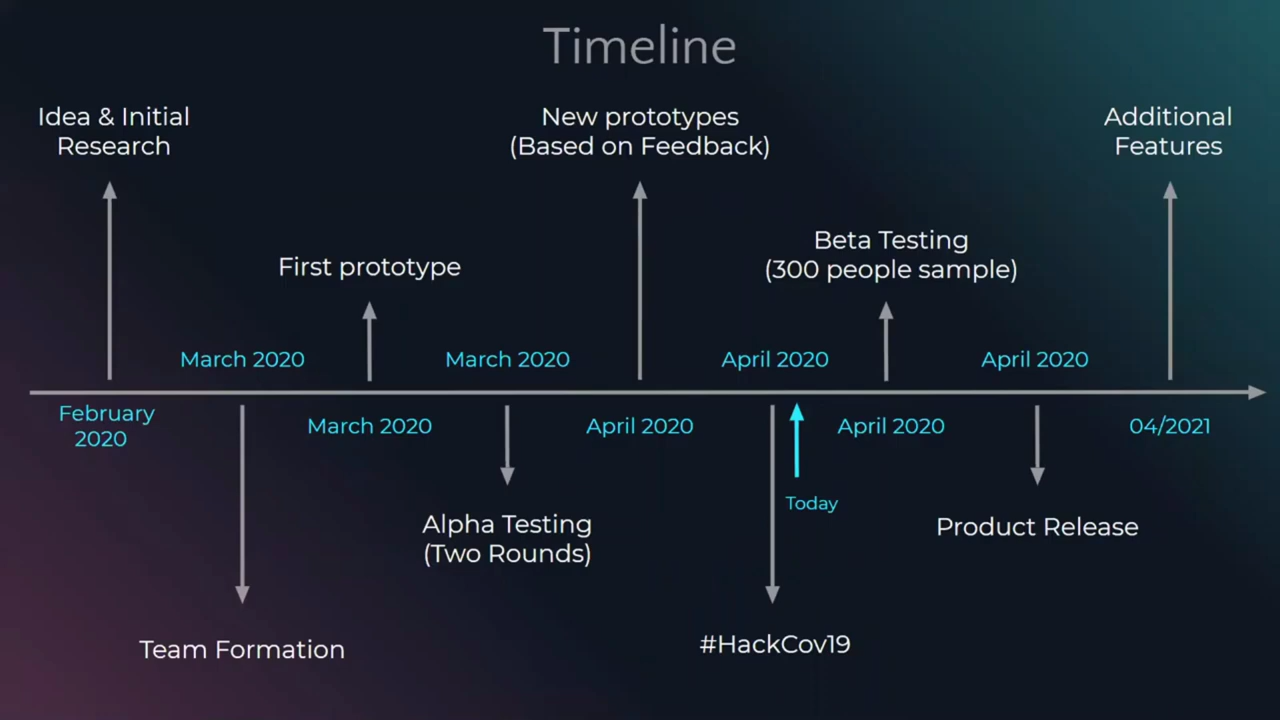 Timeline
Idea & Initial
Research
New prototypes
(Based on Feedback)
Additional
Features
Beta Testing
(300 people sample)
First prototype
March 2020
March 2020
April 2020
April 2020
February
2020
March 2020
April 2020
April 2020
04/2021
Today
Alpha Testing
(Two Rounds)
Product Release
Team Formation
#HackCov19